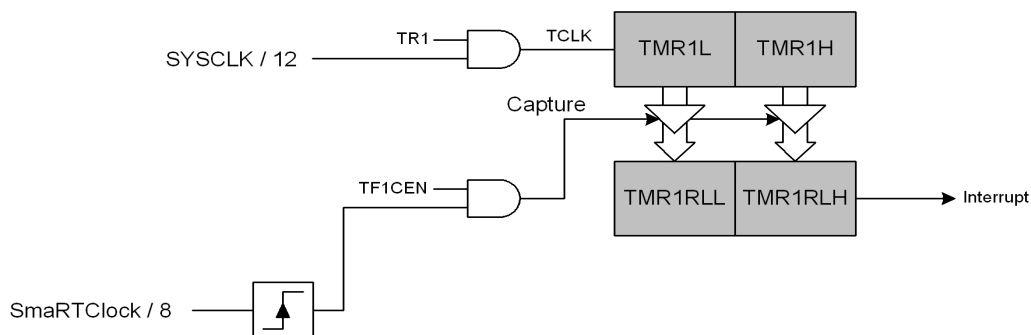 TR1
TCLK
TMR1L
TMR1H
SYSCLK / 12
Capture
TF1CEN
TMR1RLL
TMR1RLH
Interrupt
SmaRTClock / 8